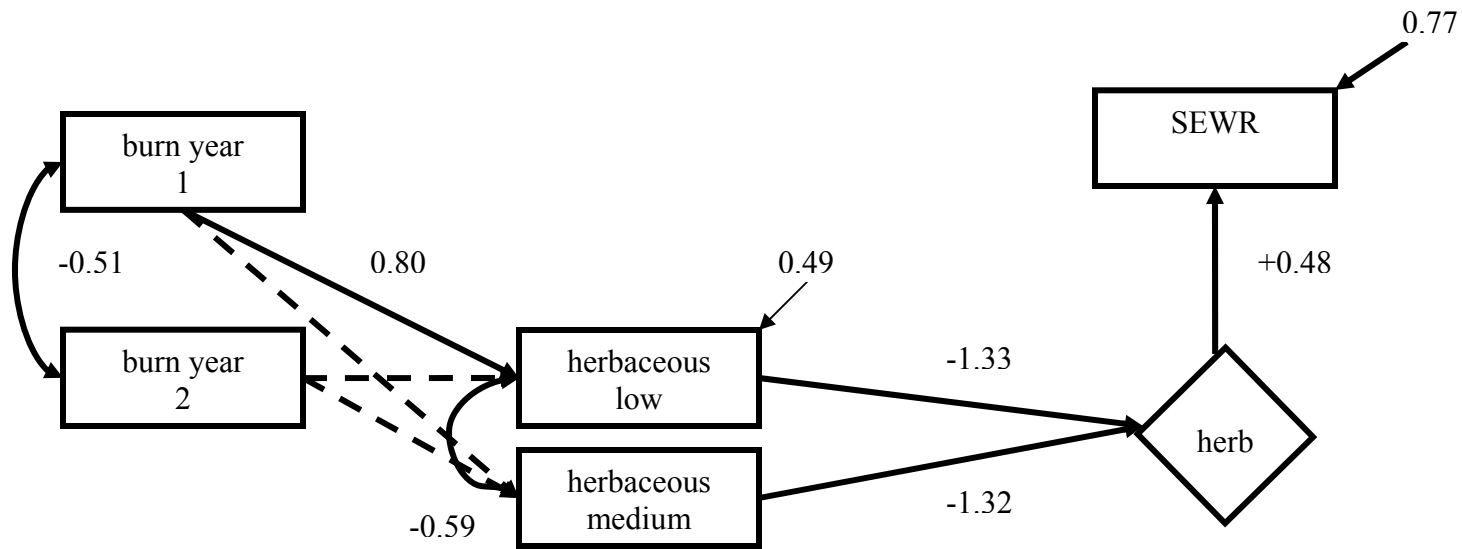 0.77
SEWR
burn year
1
-0.51
0.80
0.49
+0.48
burn year
2
herbaceous
low
-1.33
herb
herbaceous
medium
-0.59
-1.32